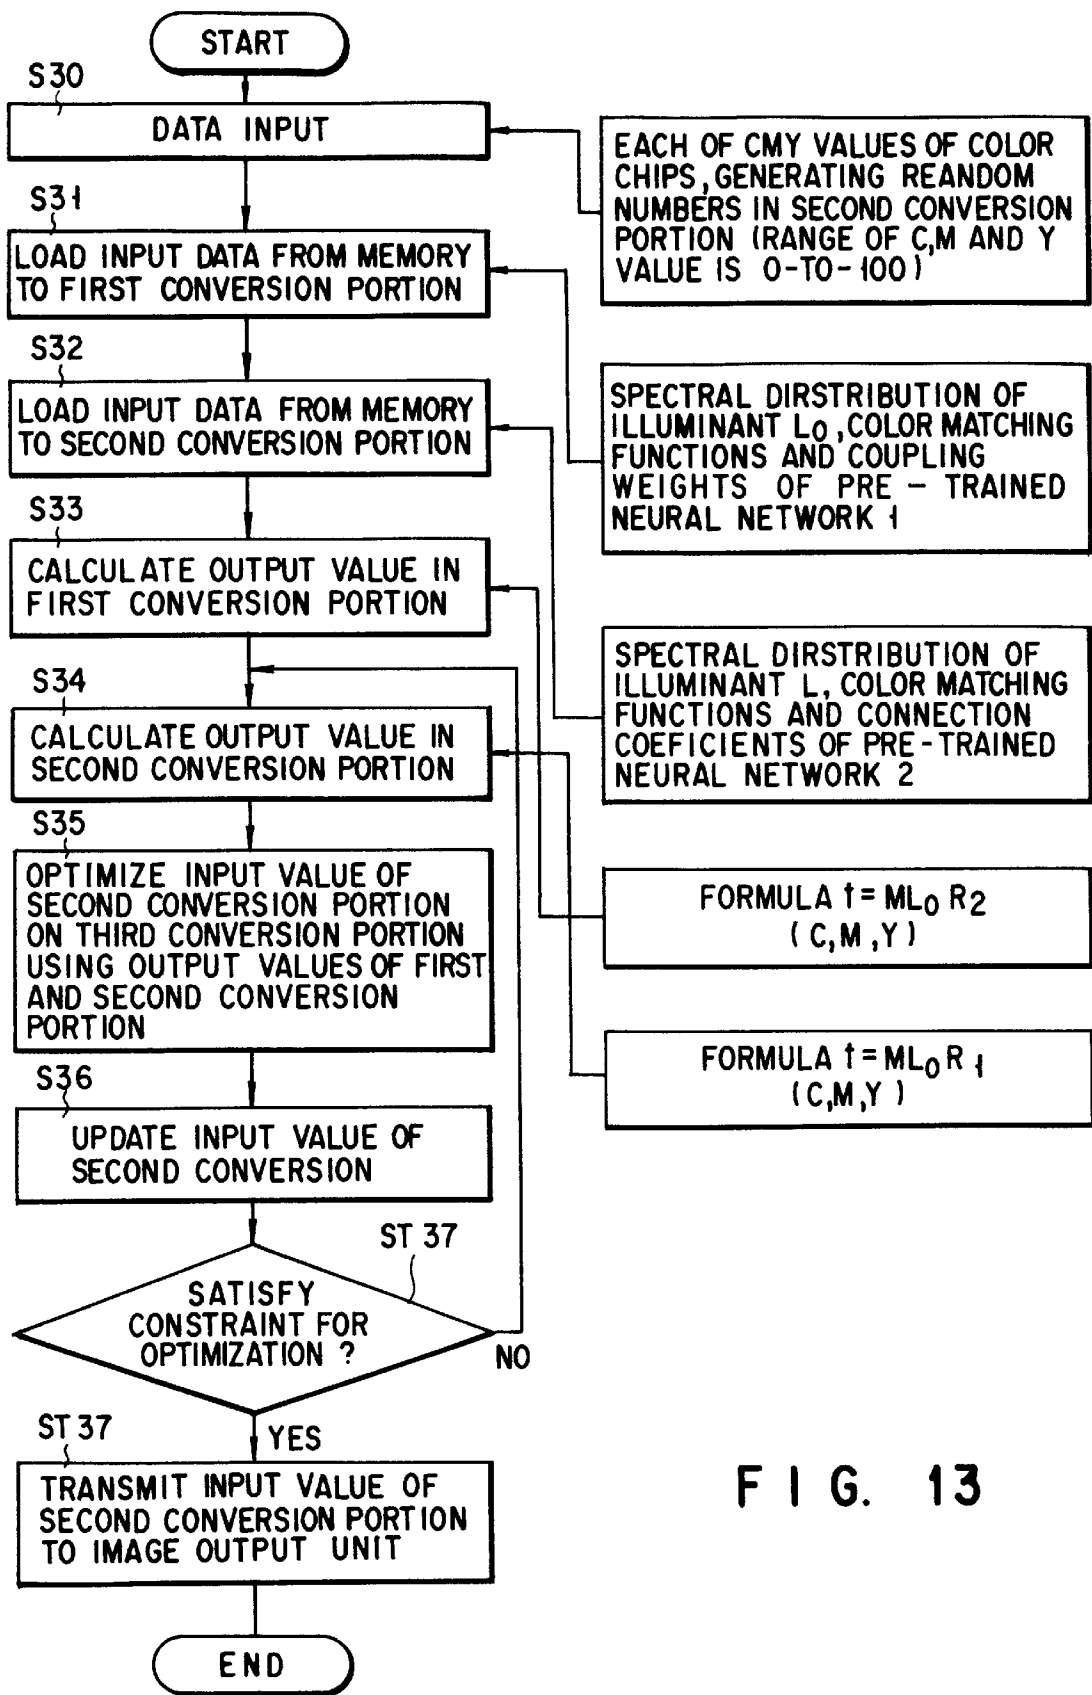 START
S30
DATA INPUT
EACH OF CMY VALUES OF COLOR
CHIPS, GENERATING REANDOM
NUMBERS IN SECOND CONVERSION
PORTION (RANGE OF C,M AND Y
VALUE IS 0-TO-100)
S31
LOAD INPUT DATA FROM MEMORY
TO FIRST CONVERSION PORTION
SPECTRAL DIRSTRIBUTION OF
ILLUMINANT L0, COLOR MATCHING
FUNCTIONS AND COUPLING
WEIGHTS OF PRE - TRAINED
NEURAL NETWORK 1
S32
LOAD INPUT DATA FROM MEMORY
TO SECOND CONVERSION PORTION
SPECTRAL DIRSTRIBUTION OF
ILLUMINANT L, COLOR MATCHING
FUNCTIONS AND CONNECTION
COEFICIENTS OF PRE-TRAINED
NEURAL NETWORK 2
S33
CALCULATE OUTPUT VALUE IN
FIRST CONVERSION PORTION
FORMULA t = ML0 R2
(C,M,Y)
S34
CALCULATE OUTPUT VALUE IN
SECOND CONVERSION PORTION
FORMULA t = ML0 R1
(C,M,Y)
S35
OPTIMIZE INPUT VALUE OF
SECOND CONVERSION PORTION
ON THIRD CONVERSION PORTION
USING OUTPUT VALUES OF FIRST
AND SECOND CONVERSION
PORTION
S36
UPDATE INPUT VALUE OF
SECOND CONVERSION
ST 37
SATISFY
CONSTRAINT FOR
OPTIMIZATION ?
NO
YES
ST 37
TRANSMIT INPUT VALUE OF
SECOND CONVERSION PORTION
TO IMAGE OUTPUT UNIT
END
FIG. 13